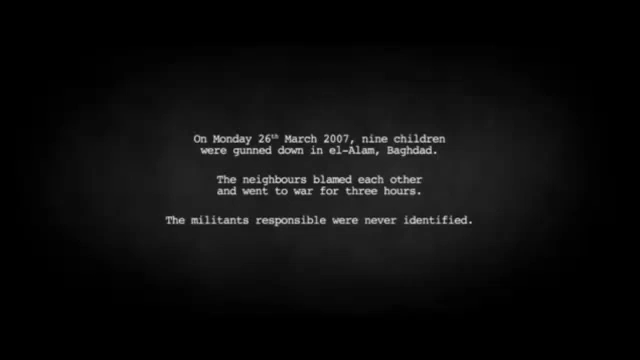 On Monday 26th March 2007, nine children
were gunned down in el-Alam, Baghdad.
The neighbours blamed each other
and went to war for three hours.
The militants responsible were never identified.